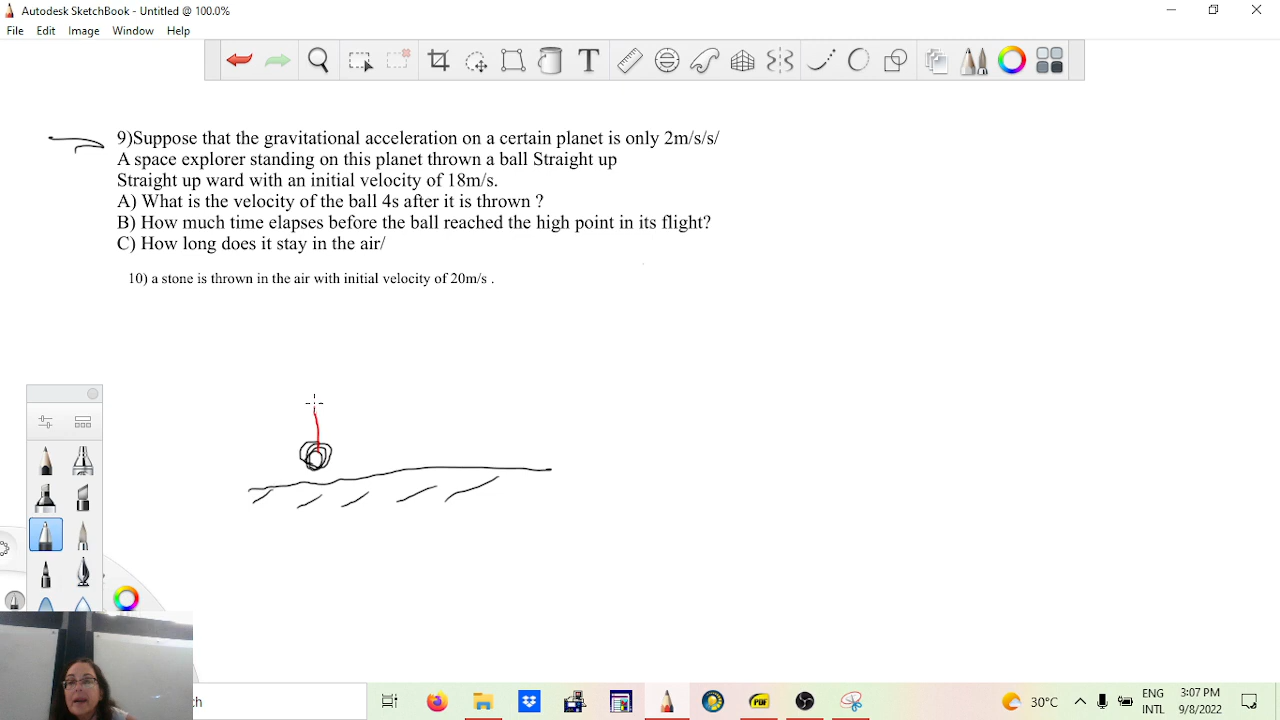 Autodesk SketchBook - Untitled @ 100.0%
File Edit Image Window Help
T
9)Suppose that the gravitational acceleration on a certain planet is only 2m/s/s/
A space explorer standing on this planet thrown a ball Straight up
Straight up ward with an initial velocity of 18m/s.
A) What is the velocity of the ball 4s after it is thrown ?
B) How much time elapses before the ball reached the high point in its flight?
C) How long does it stay in the air/
10) a stone is thrown in the air with initial velocity of 20m/s .
ch
PDF
30°C
ENG
INTL
3:07 PM
9/8/2022